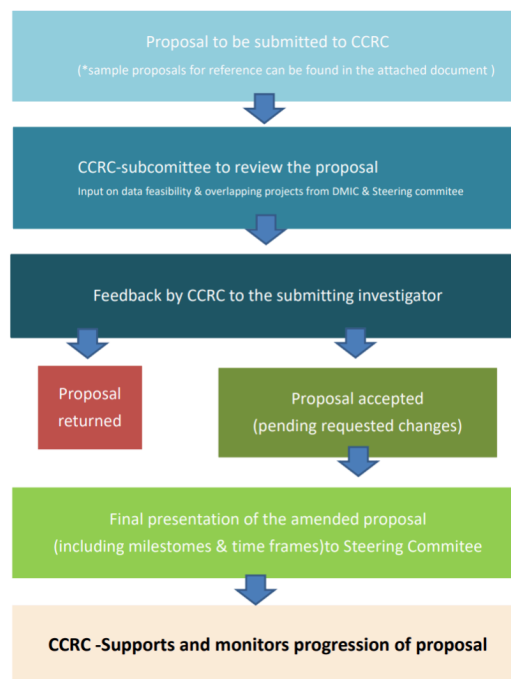 Proposal to be submitted to CCRC
(*sample proposals for reference can be found in the attached document )
CCRC-subcomittee to review the proposal
Input on data feasibility & overlapping projects from DMIC & Steering commitee
Feedback by CCRC to the submitting investigator
Proposal
returned
Proposal accepted
(pending requested changes)
Final presentation of the amended proposal
(including milestomes & time frames)to Steering Commitee
CCRC -Supports and monitors progression of proposal